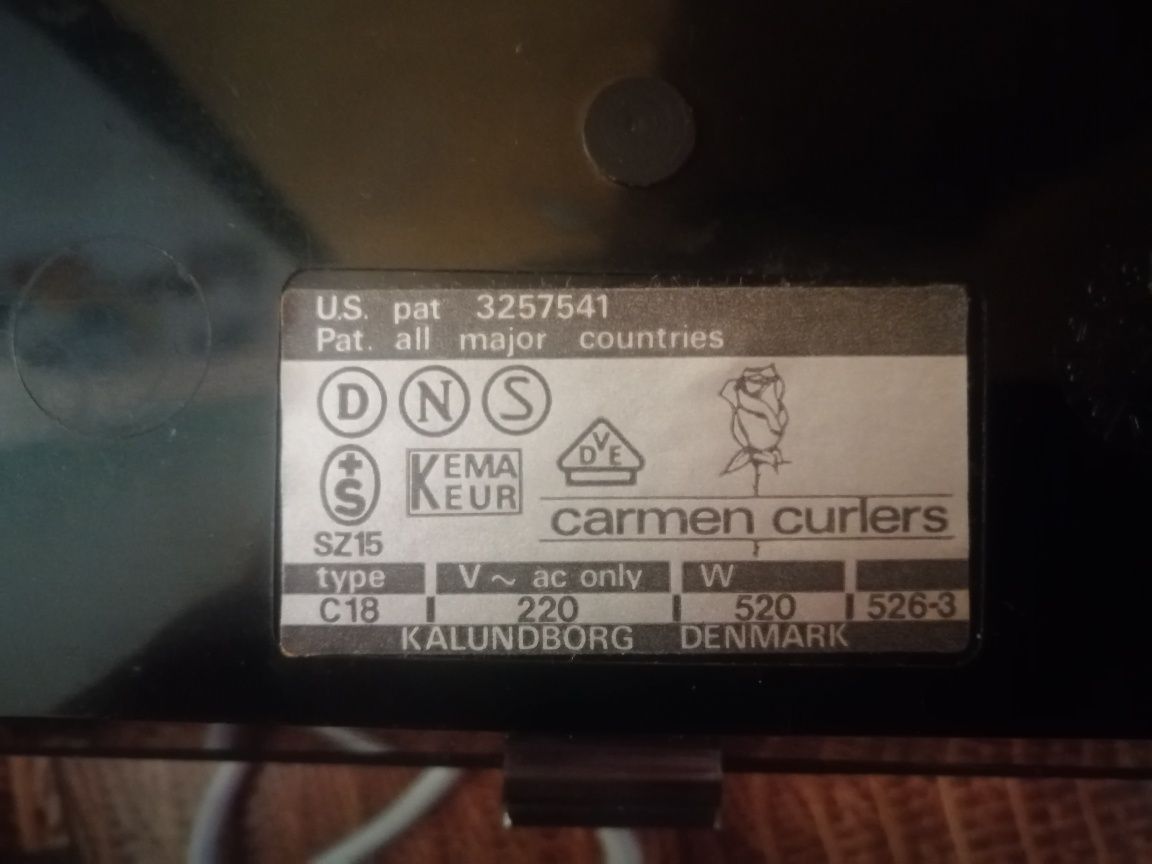 U.S. pat 3257541
Pat. all major countries
D N S
+S
SZ15
KEMA
KEUR
DVE
carmen curlers
type V ~ ac only W
C18 220 520 526-3
KALUNDBORG DENMARK